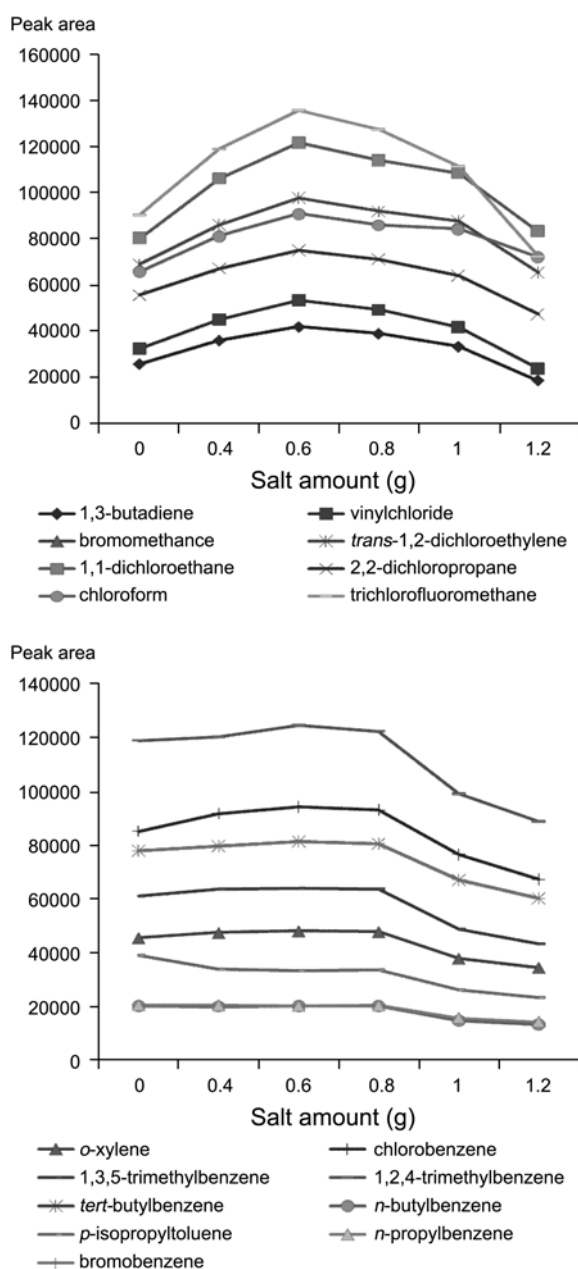 Peak area
160000
140000
120000
100000
80000
60000
40000
20000
0
0 0.4 0.6 0.8 1 1.2
Salt amount (g)
1,3-butadiene vinylchloride
bromomethance trans-1,2-dichloroethylene
1,1-dichloroethane 2,2-dichloropropane
chloroform trichlorofluoromethane
Peak area
140000
120000
100000
80000
60000
40000
20000
0
0 0.4 0.6 0.8 1 1.2
Salt amount (g)
o-xylene chlorobenzene
1,3,5-trimethylbenzene 1,2,4-trimethylbenzene
tert-butylbenzene n-butylbenzene
p-isopropyltoluene n-propylbenzene
bromobenzene